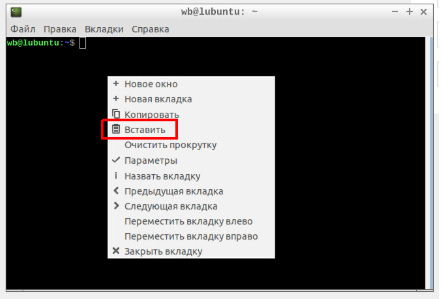 wb@lubuntu: ~
Файл Правка Вкладки Справка
wb@lubuntu:~$
Новое окно
Новая вкладка
Копировать
Вставить
Очистить прокрутку
Параметры
Назвать вкладку
Предыдущая вкладка
Следующая вкладка
Переместить вкладку влево
Переместить вкладку вправо
Закрыть вкладку